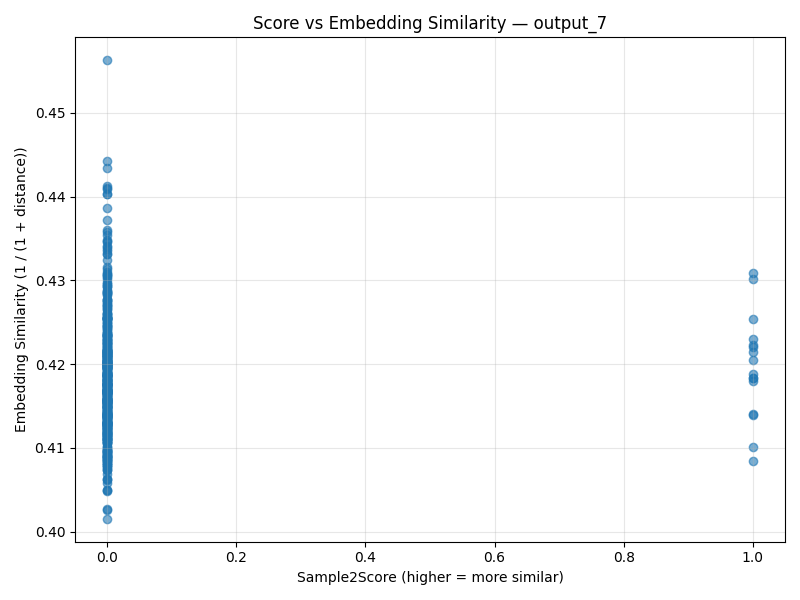 Score vs Embedding Similarity — output_7
Embedding Similarity (1 / (1 + distance))
0.45
0.44
0.43
0.42
0.41
0.40
0.0 0.2 0.4 0.6 0.8 1.0
Sample2Score (higher = more similar)